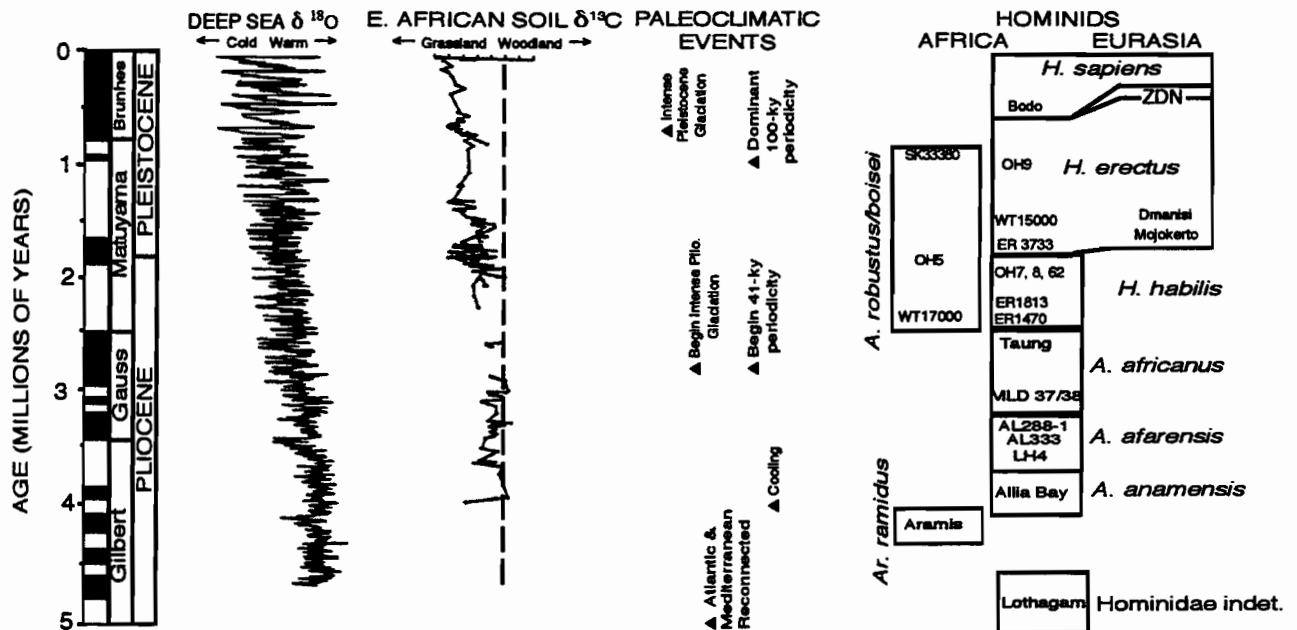 DEEP SEA δ ¹⁸O
← Cold Warm →
E. AFRICAN SOIL δ¹³C
← Grassland Woodland →
PALEOCLIMATIC
EVENTS
HOMINIDS
AFRICA
EURASIA
AGE (MILLIONS OF YEARS)
0
1
2
3
4
5
Brunhes
Matuyama
Gauss
Gilbert
PLEISTOCENE
PLIOCENE
▲ Intense
Pleistocene
Glaciation
▲ Dominant
100-ky
periodicity
▲ Begin Intense Plio.
Glaciation
▲ Begin 41-ky
periodicity
▲ Cooling
▲ Atlantic &
Mediterranean
Reconnected
A. robustus/boisei
SK33380
OH5
WT17000
Ar. ramidus
Aramis
H. sapiens
Bodo
ZDN
OH9
H. erectus
WT15000
Dmanisi
ER 3733
Mojokerto
OH7, 8, 62
H. habilis
ER1813
ER1470
Taung
A. africanus
MLD 37/38
AL288-1
AL333
A. afarensis
LH4
Allia Bay
A. anamensis
Lothagam
Hominidae indet.